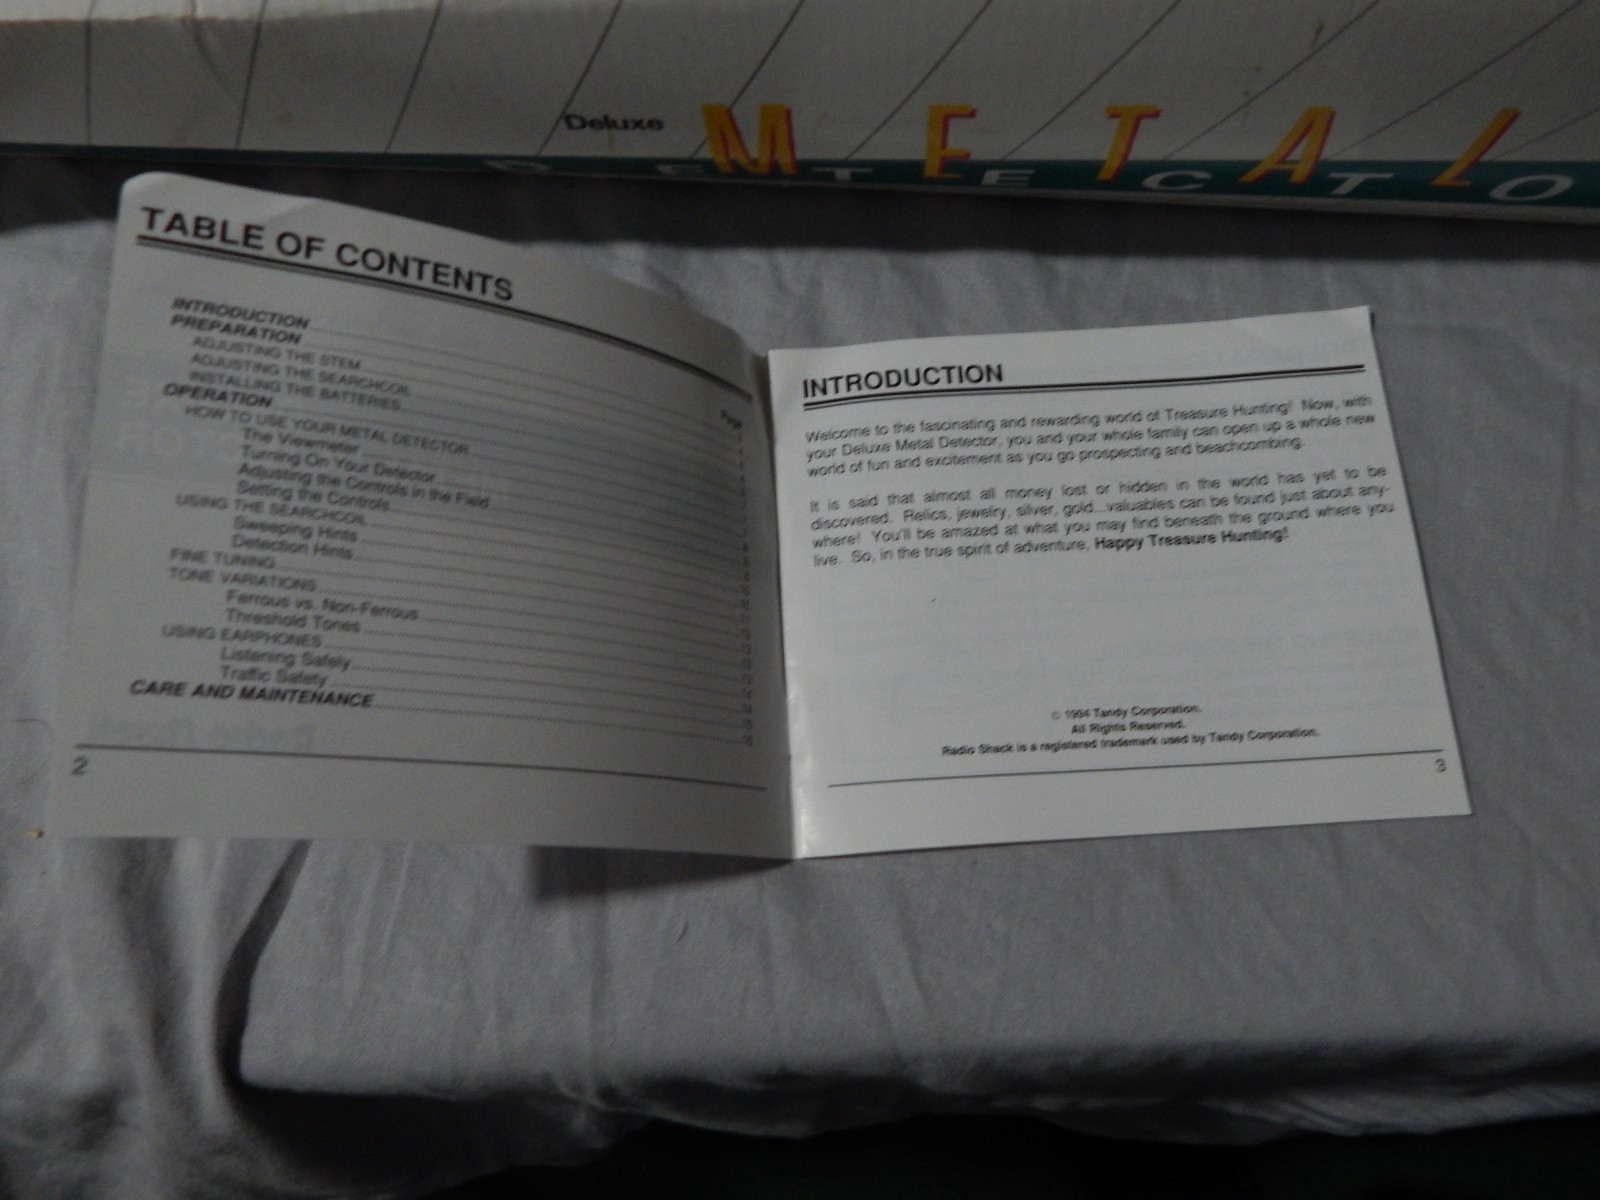 Deluxe METAL
DETECTO
TABLE OF CONTENTS
Page
INTRODUCTION
PREPARATION
ADJUSTING THE STEM
ADJUSTING THE SEARCHCOIL
INSTALLING THE BATTERIES
OPERATION
HOW TO USE YOUR METAL DETECTOR
The Viewmeter
Turning On Your Detector
Adjusting the Controls in the Field
Setting the Controls
USING THE SEARCHCOIL
Sweeping Hints
Detection Hints
FINE TUNING
TONE VARIATIONS
Ferrous vs. Non-Ferrous
Threshold Tones
USING EARPHONES
Listening Safely
Traffic Safety
CARE AND MAINTENANCE
2
INTRODUCTION
Welcome to the fascinating and rewarding world of Treasure Hunting! Now, with
your Deluxe Metal Detector, you and your whole family can open up a whole new
world of fun and excitement as you go prospecting and beachcombing.
It is said that almost all money lost or hidden in the world has yet to be
discovered. Relics, jewelry, silver, gold...valuables can be found just about any-
where! You'll be amazed at what you may find beneath the ground where you
live. So, in the true spirit of adventure, Happy Treasure Hunting!
© 1994 Tandy Corporation.
All Rights Reserved.
Radio Shack is a registered trademark used by Tandy Corporation.
3